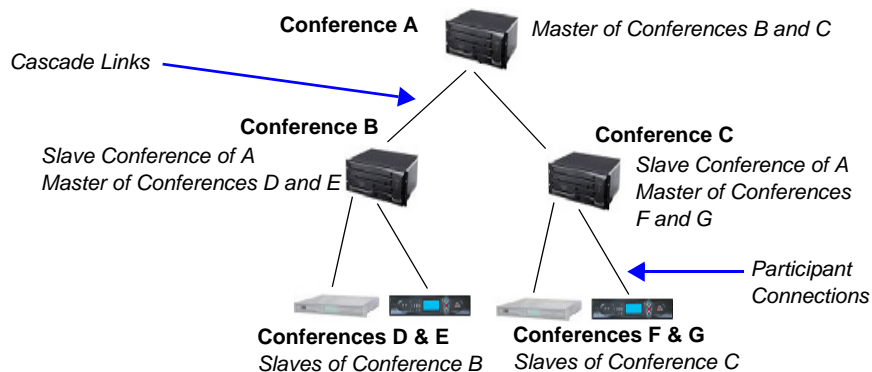 Conference A
Master of Conferences B and C
Cascade Links
Conference B
Slave Conference of A
Master of Conferences D and E
Conference C
Slave Conference of A
Master of Conferences
F and G
Participant
Connections
Conferences D & E
Slaves of Conference B
Conferences F & G
Slaves of Conference C